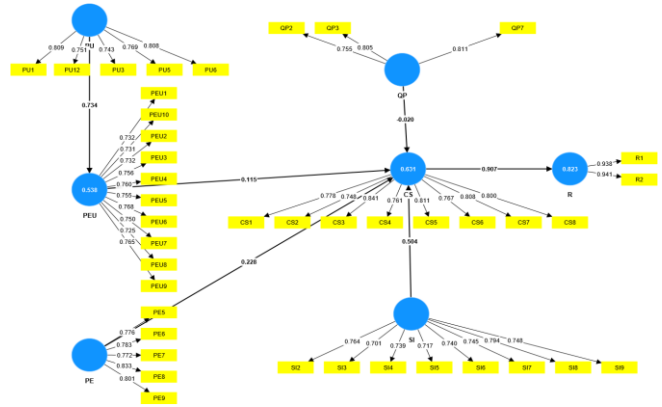 QP2
QP3
QP7
0.755
0.805
0.811
QP
PU
0.809
0.751
0.743
0.769
0.808
PU1
PU12
PU3
PU5
PU6
0.734
-0.020
PEU1
PEU10
PEU2
PEU3
PEU4
PEU5
PEU6
PEU7
PEU8
PEU9
0.732
0.731
0.732
0.756
0.760
0.755
0.768
0.750
0.725
0.765
0.538
PEU
0.115
0.631
CS
0.907
0.823
R
0.938
0.941
R1
R2
0.778
0.748
0.841
0.761
0.811
0.767
0.808
0.800
CS1
CS2
CS3
CS4
CS5
CS6
CS7
CS8
0.228
0.504
PE5
PE6
PE7
PE8
PE9
0.776
0.783
0.772
0.833
0.801
PE
SI
0.764
0.701
0.739
0.717
0.740
0.745
0.794
0.748
SI2
SI3
SI4
SI5
SI6
SI7
SI8
SI9